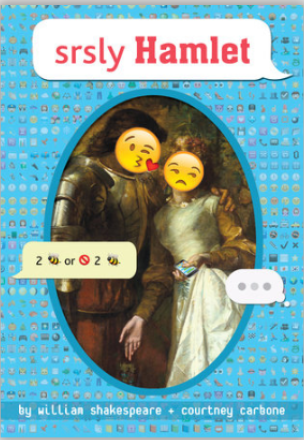 srsly Hamlet
2 🐝 or 🚫 2 🐝
by william shakespeare + courtney carbone